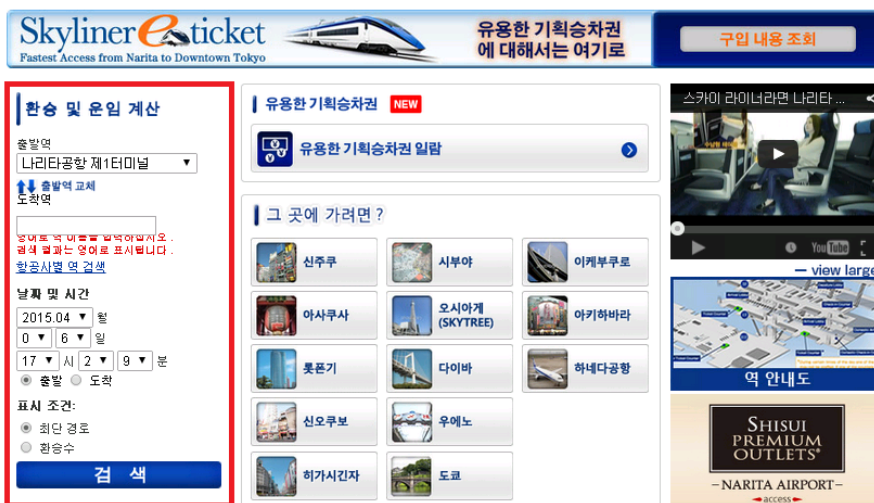 Skyliner e ticket
Fastest Access from Narita to Downtown Tokyo
유용한 기획승차권
에 대해서는 여기로
구입 내용 조회
환승 및 운임 계산
출발역
나리타공항 제1터미널
출발역 교체
도착역
영어로 역 이름을 입력하십시오.
검색 결과는 영어로 표시됩니다.
항공사별 역 검색
날짜 및 시간
2015.04 월
0 6 일
17 시 2 9 분
출발 도착
표시 조건:
최단 경로
환승수
검 색
유용한 기획승차권 NEW
유용한 기획승차권 일람
그 곳에 가려면?
신주쿠
시부야
이케부쿠로
아사쿠사
오시아게
(SKYTREE)
아키하바라
롯폰기
다이바
하네다공항
신오쿠보
우에노
히가시긴자
도쿄
스카이 라이너라면 나리타 ...
YouTube
view large
역 안내도
SHISUI
PREMIUM
OUTLETS
-NARITA AIRPORT-
access